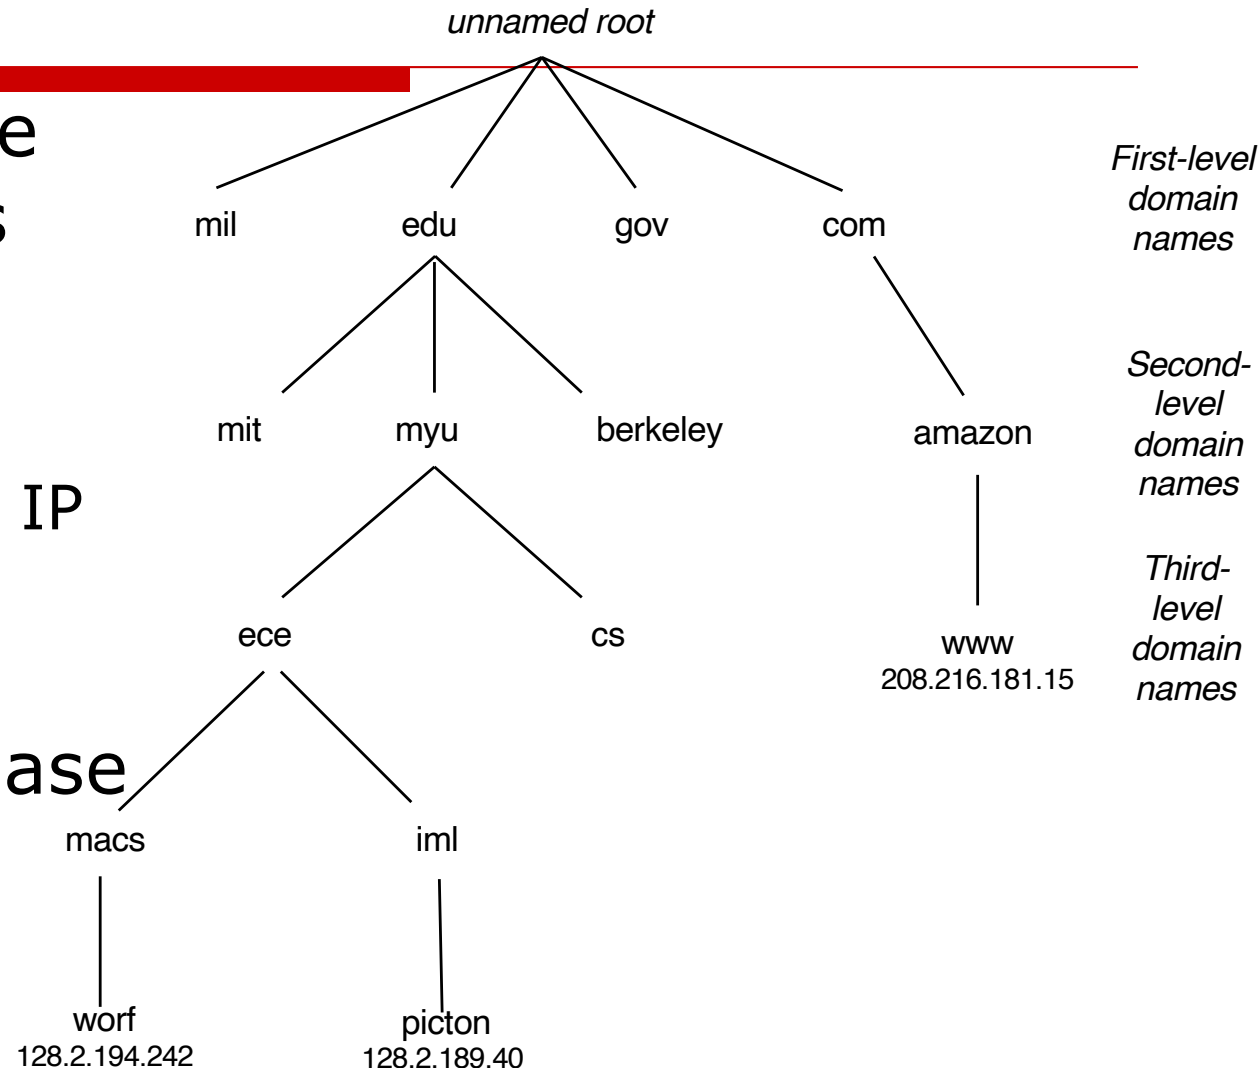 unnamed root
e
s
mil edu gov com
First-level
domain
names
mit myu berkeley amazon
Second-
level
domain
names
IP
ece cs www
208.216.181.15
Third-
level
domain
names
ase
macs iml
worf picton
128.2.194.242 128.2.189.40